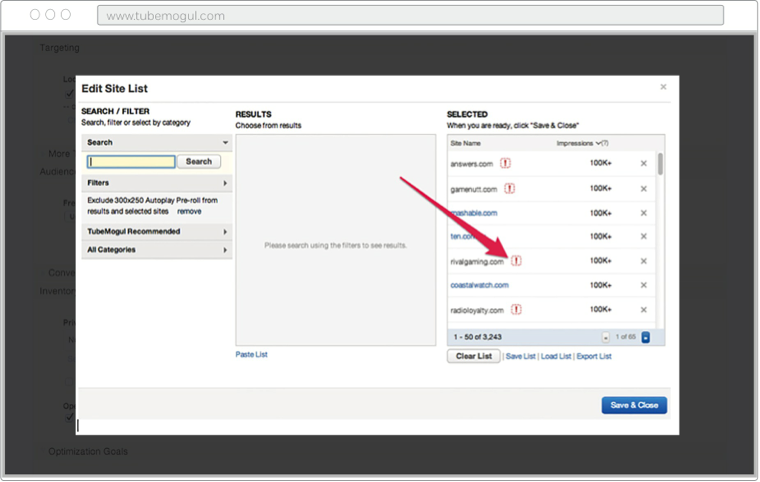 www.tubemogul.com
Targeting
Edit Site List
×
SEARCH / FILTER
Search, filter or select by category
Search
Search
Filters
Exclude 300x250 Autoplay Pre-roll from
results and selected sites remove
TubeMogul Recommended
All Categories
RESULTS
Choose from results
Please search using the filters to see results.
Paste List
SELECTED
When you are ready, click "Save & Close"
Site Name Impressions (?)
answers.com ! 100K+ ×
gamenutt.com ! 100K+ ×
mashable.com 100K+ ×
100K+ ×
rivalgaming.com ! 100K+ ×
coastalwatch.com 100K+ ×
radioloyalty.com ! 100K+ ×
1 - 50 of 3,243 1 of 65
Clear List | Save List | Load List | Export List
Save & Close
More
Conve
Inventor
Optimization Goals